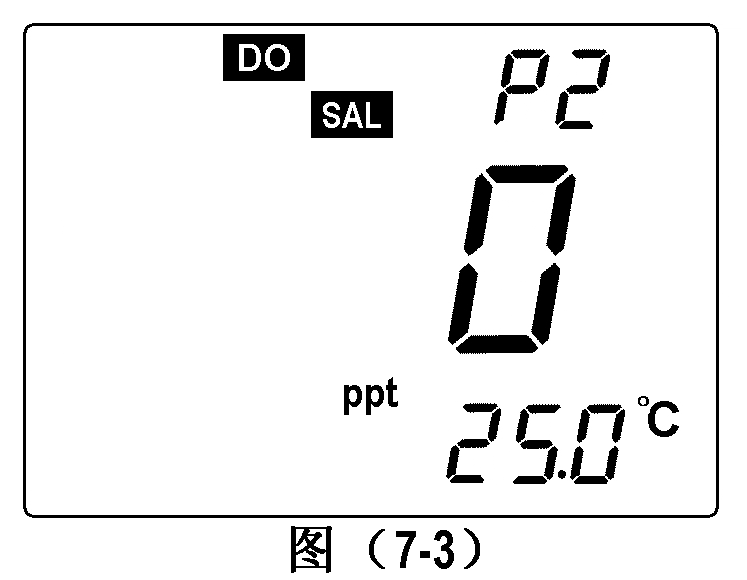 DO P2
SAL
0
ppt
25.0 °C
图（7-3）